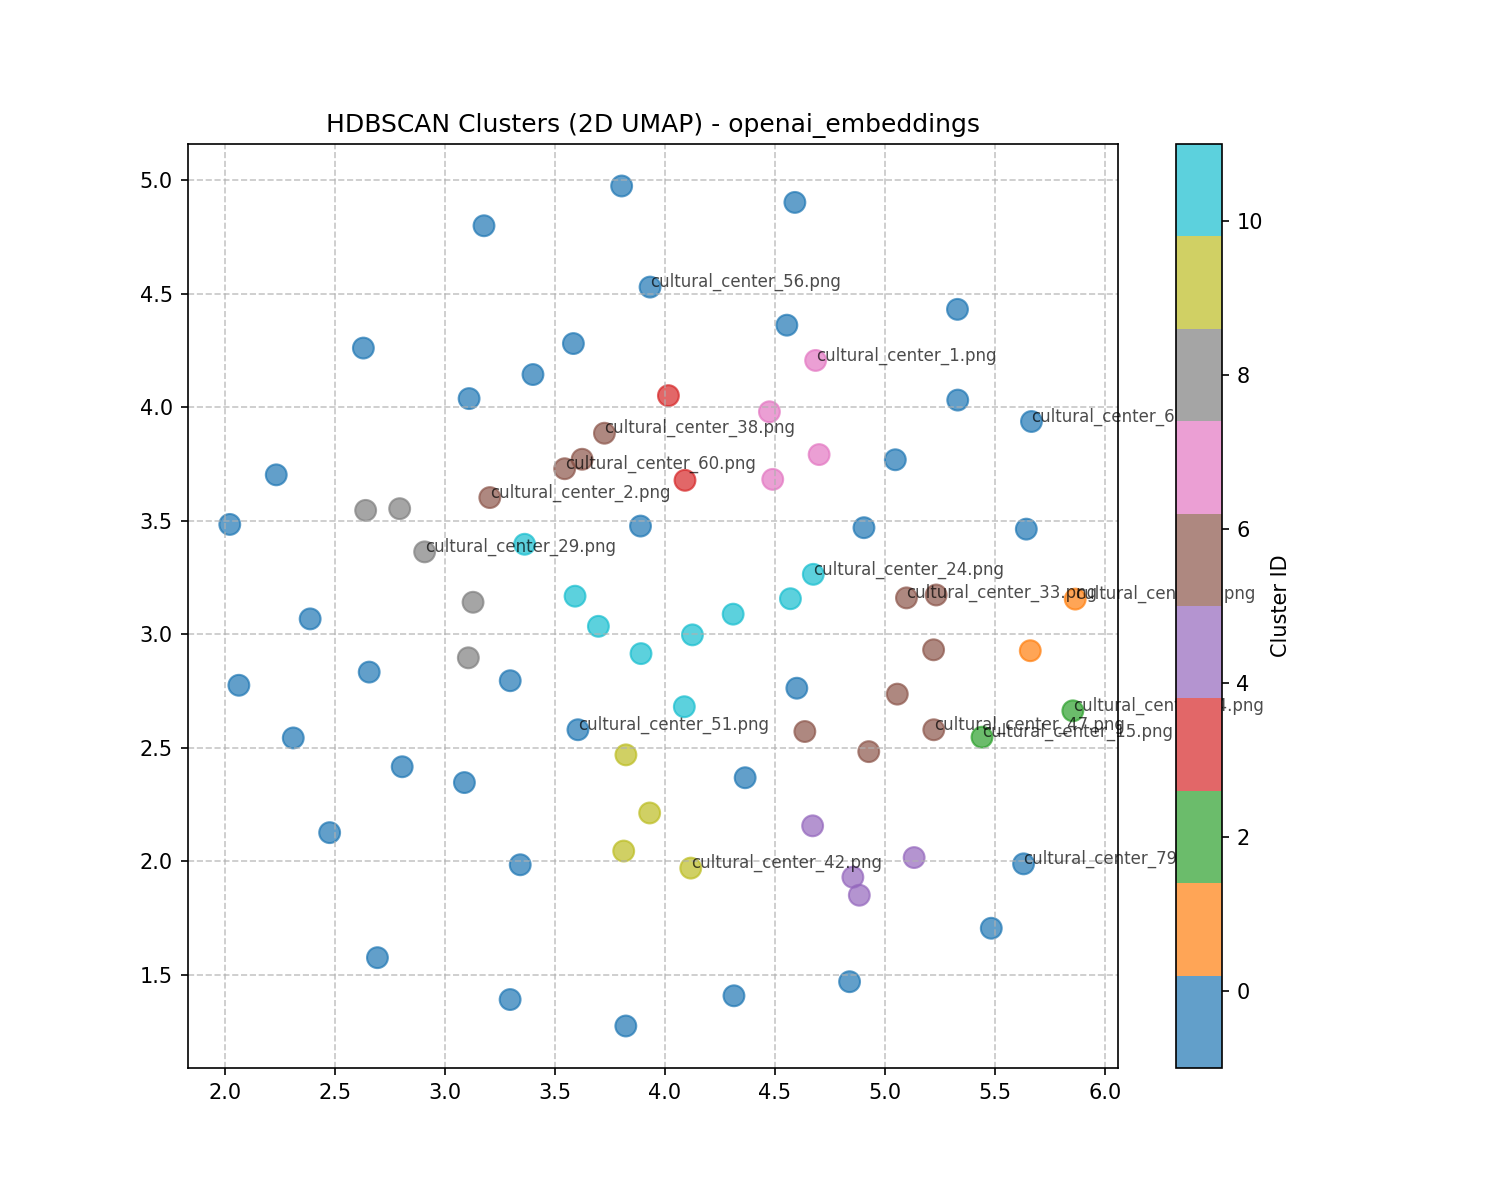 HDBSCAN Clusters (2D UMAP) - openai_embeddings
5.0
4.5
4.0
3.5
3.0
2.5
2.0
1.5
2.0
2.5
3.0
3.5
4.0
4.5
5.0
5.5
6.0
cultural_center_56.png
cultural_center_1.png
cultural_center_6
cultural_center_38.png
cultural_center_60.png
cultural_center_2.png
cultural_center_29.png
cultural_center_24.png
cultural_center_33.png
cultural_center_51.png
cultural_center_47.png
cultural_center_15.png
cultural_center_42.png
cultural_center_79
10
8
6
4
2
0
Cluster ID